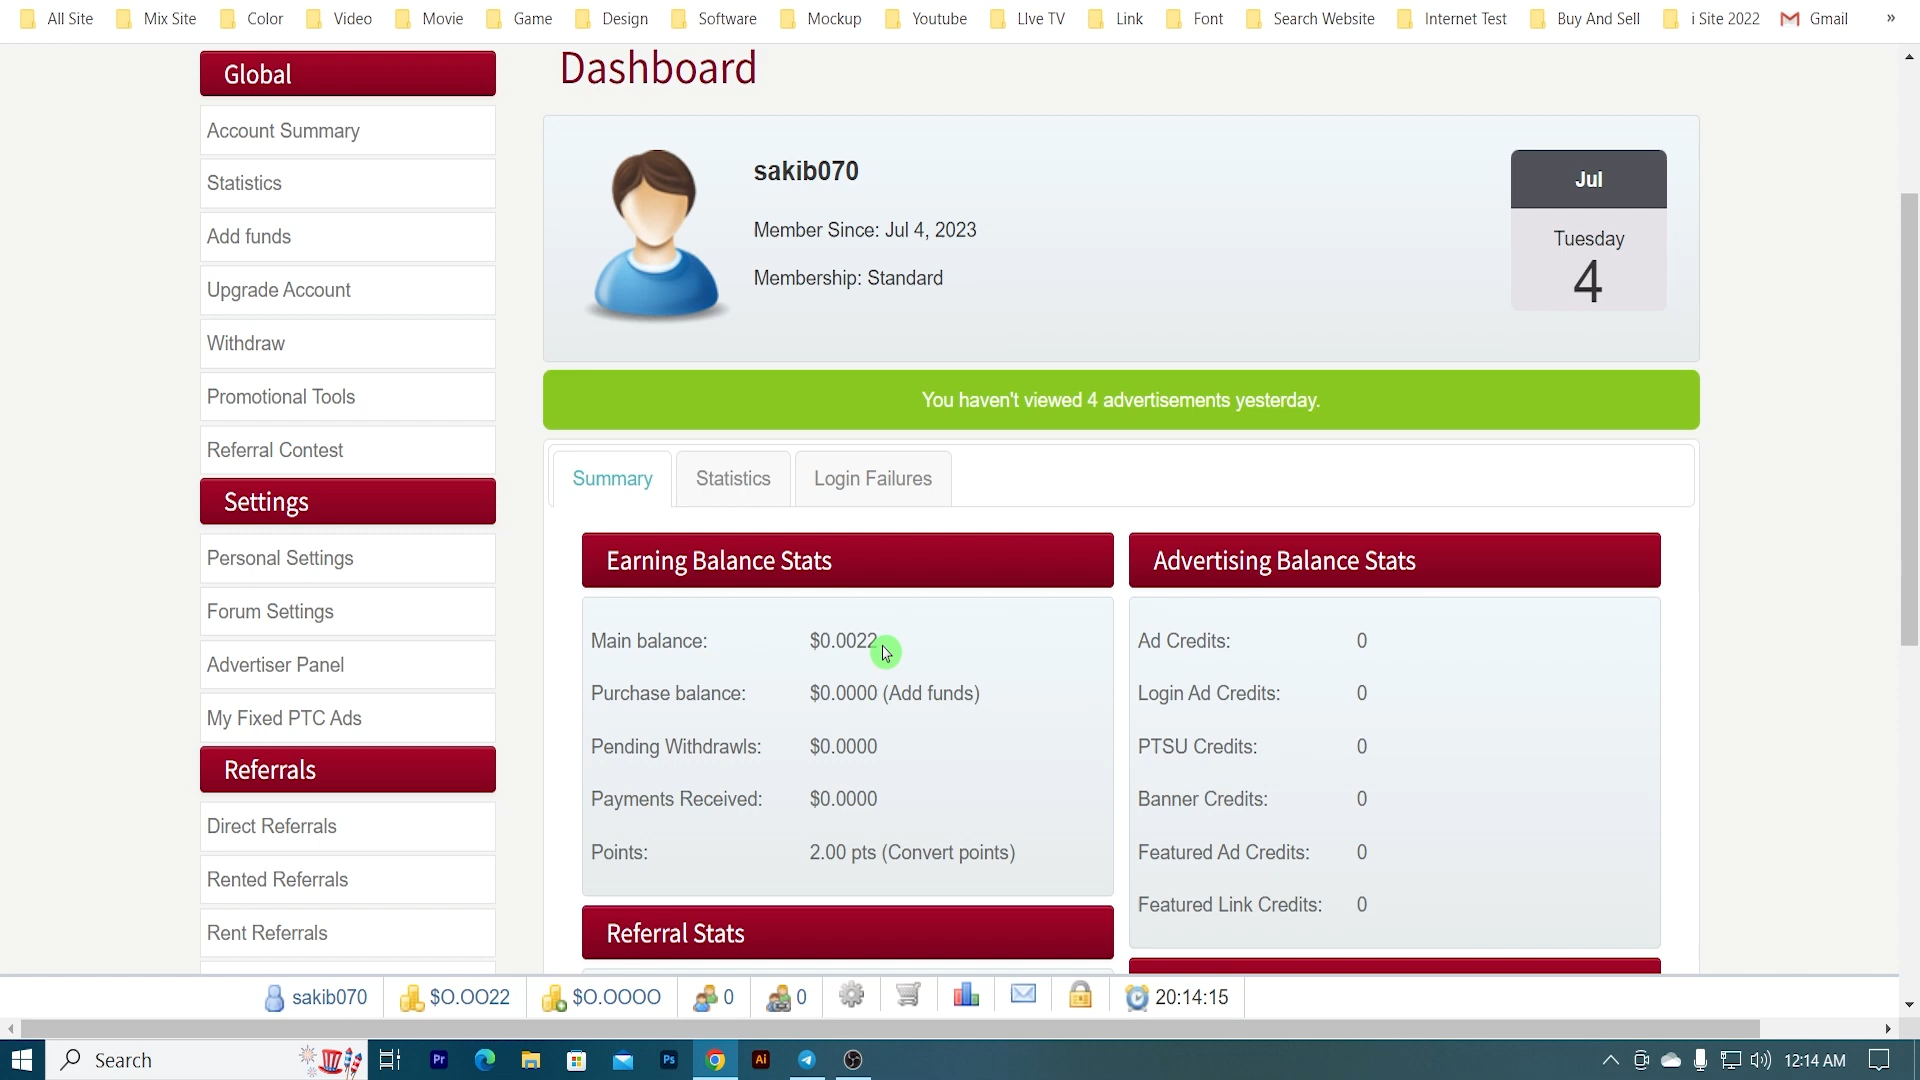 All Site Mix Site Color Video Movie Game Design Software Mockup Youtube LIve TV Link Font Search Website Internet Test Buy And Sell i Site 2022 Gmail »
Global
Account Summary
Statistics
Add funds
Upgrade Account
Withdraw
Promotional Tools
Referral Contest
Settings
Personal Settings
Forum Settings
Advertiser Panel
My Fixed PTC Ads
Referrals
Direct Referrals
Rented Referrals
Rent Referrals
Dashboard
sakib070
Member Since: Jul 4, 2023
Membership: Standard
Jul
Tuesday
4
You haven't viewed 4 advertisements yesterday.
Summary Statistics Login Failures
Earning Balance Stats
Main balance: $0.0022
Purchase balance: $0.0000 (Add funds)
Pending Withdrawls: $0.0000
Payments Received: $0.0000
Points: 2.00 pts (Convert points)
Referral Stats
Advertising Balance Stats
Ad Credits: 0
Login Ad Credits: 0
PTSU Credits: 0
Banner Credits: 0
Featured Ad Credits: 0
Featured Link Credits: 0
sakib070 $0.0022 $0.0000 0 0 20:14:15
Search Pr Ps Ai 12:14 AM